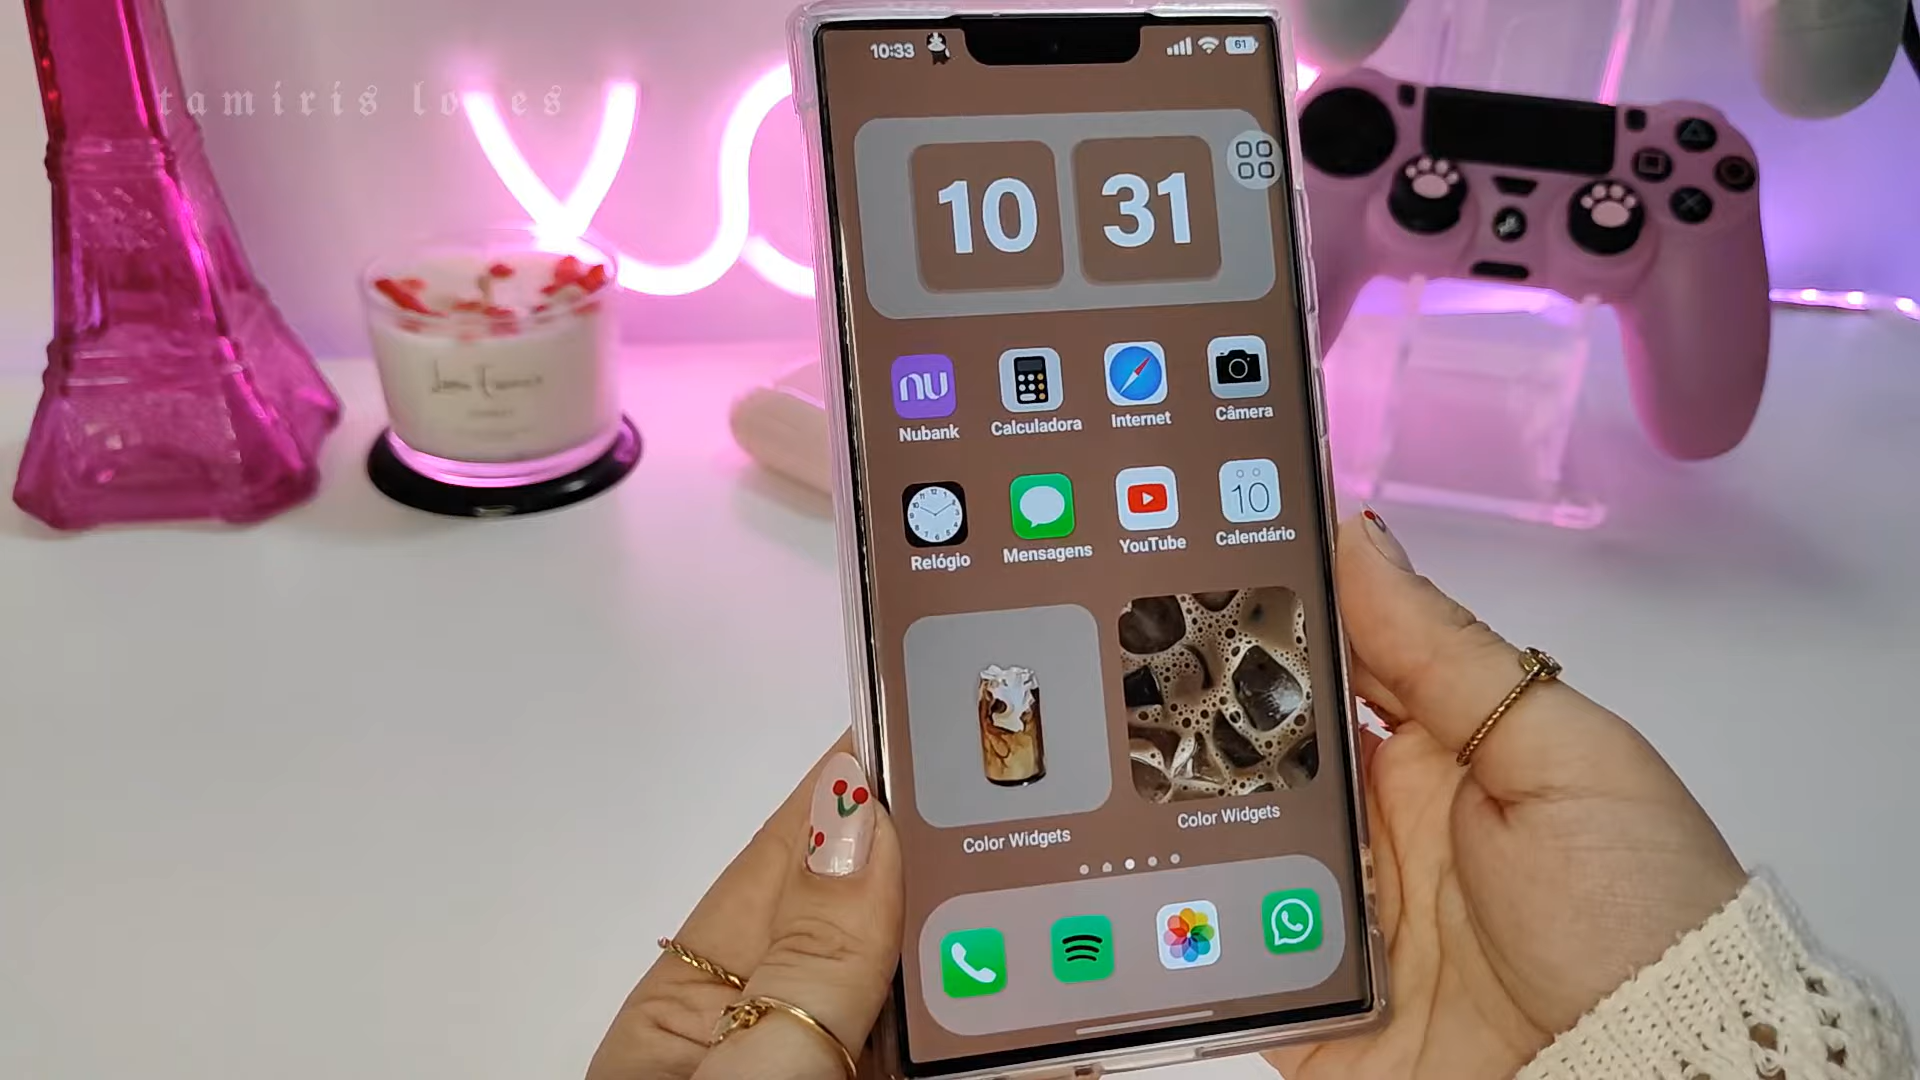 tamiris loves
10:33
61
10 31
nu
Nubank
Calculadora
Internet
Câmera
10
Relógio
Mensagens
YouTube
Calendário
Color Widgets
Color Widgets